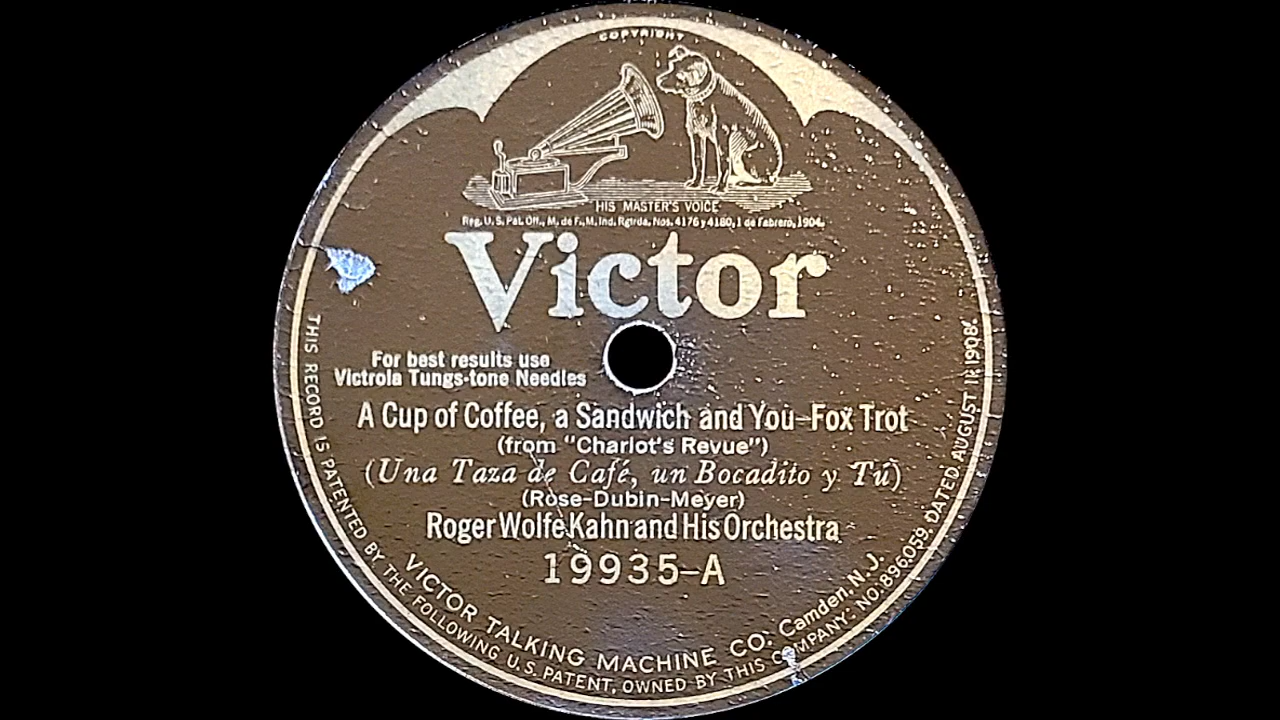 COPYRIGHT
HIS MASTER'S VOICE
Reg. U. S. Pat. Off., M. de F., M. Ind. Rgtrda. Nos. 4176 y 4180, 1 de Febrero, 1904.
Victor
For best results use
Victrola Tungs-tone Needles
A Cup of Coffee, a Sandwich and You-Fox Trot
(from "Charlot's Revue")
(Una Taza de Café, un Bocadito y Tú)
(Rose-Dubin-Meyer)
Roger Wolfe Kahn and His Orchestra
19935-A
VICTOR TALKING MACHINE CO. Camden, N. J.
THIS RECORD IS PATENTED BY THE FOLLOWING U. S. PATENT, OWNED BY THIS COMPANY: NO. 896,059, DATED AUGUST 11, 1908.